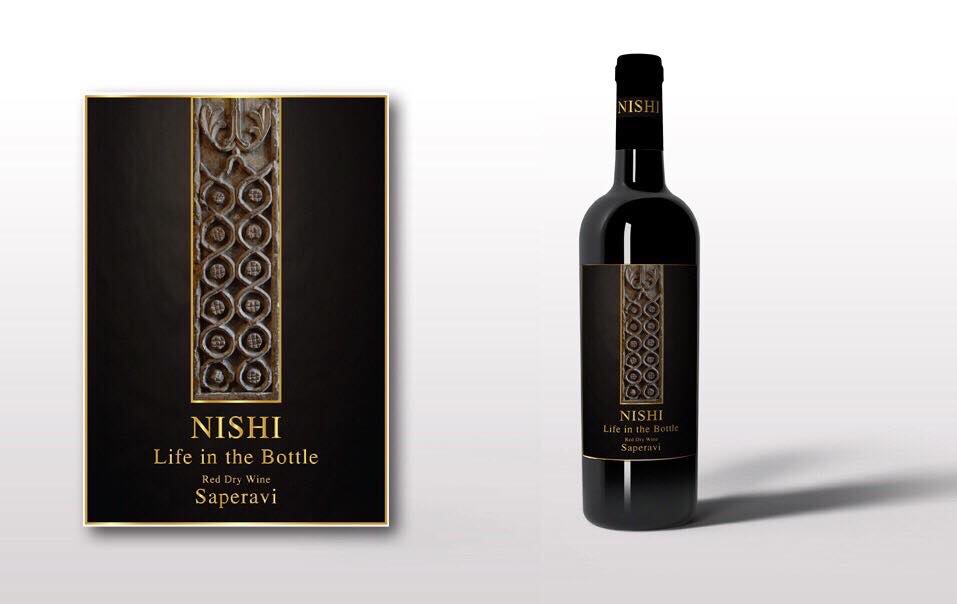 NISHI
Life in the Bottle
Red Dry Wine
Saperavi
NISHI
NISHI
Life in the Bottle
Red Dry Wine
Saperavi